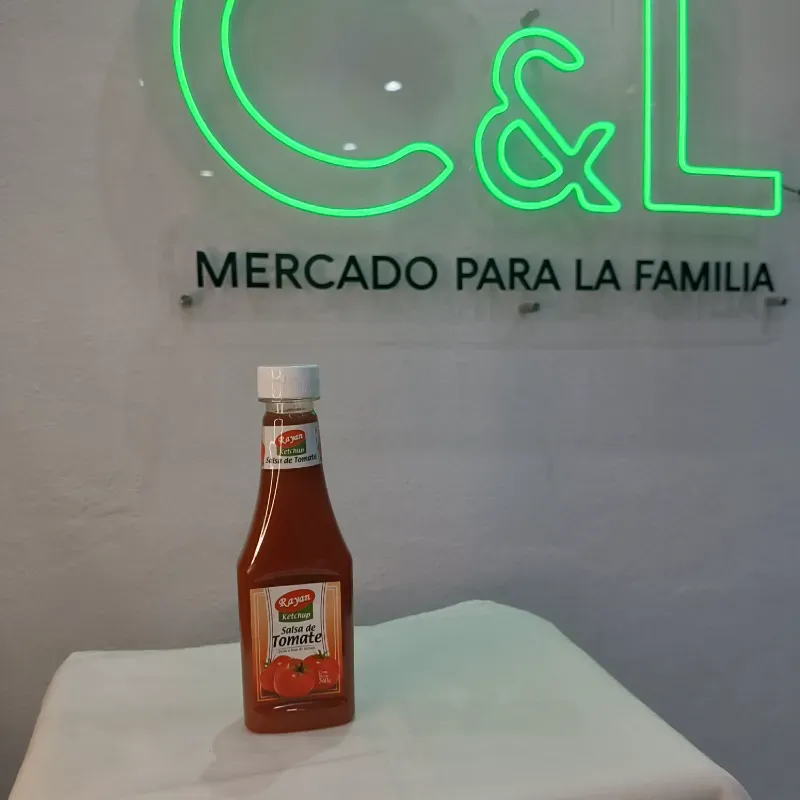 C&L
MERCADO PARA LA FAMILIA
Rayan
Ketchup
Salsa de Tomate
Rayan
Ketchup
Salsa de
Tomate